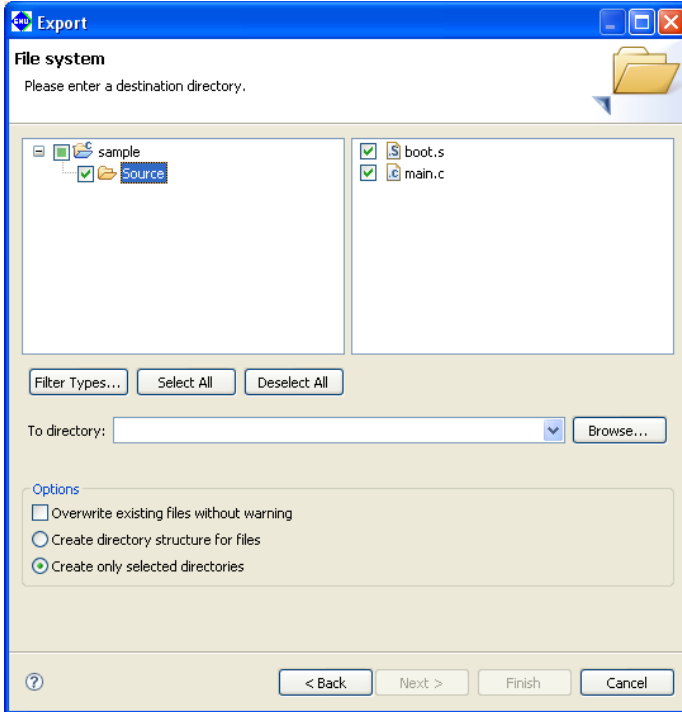 Export
File system
Please enter a destination directory.
sample
Source
boot.s
main.c
Filter Types...
Select All
Deselect All
To directory:
Browse...
Options
Overwrite existing files without warning
Create directory structure for files
Create only selected directories
?
< Back
Next >
Finish
Cancel